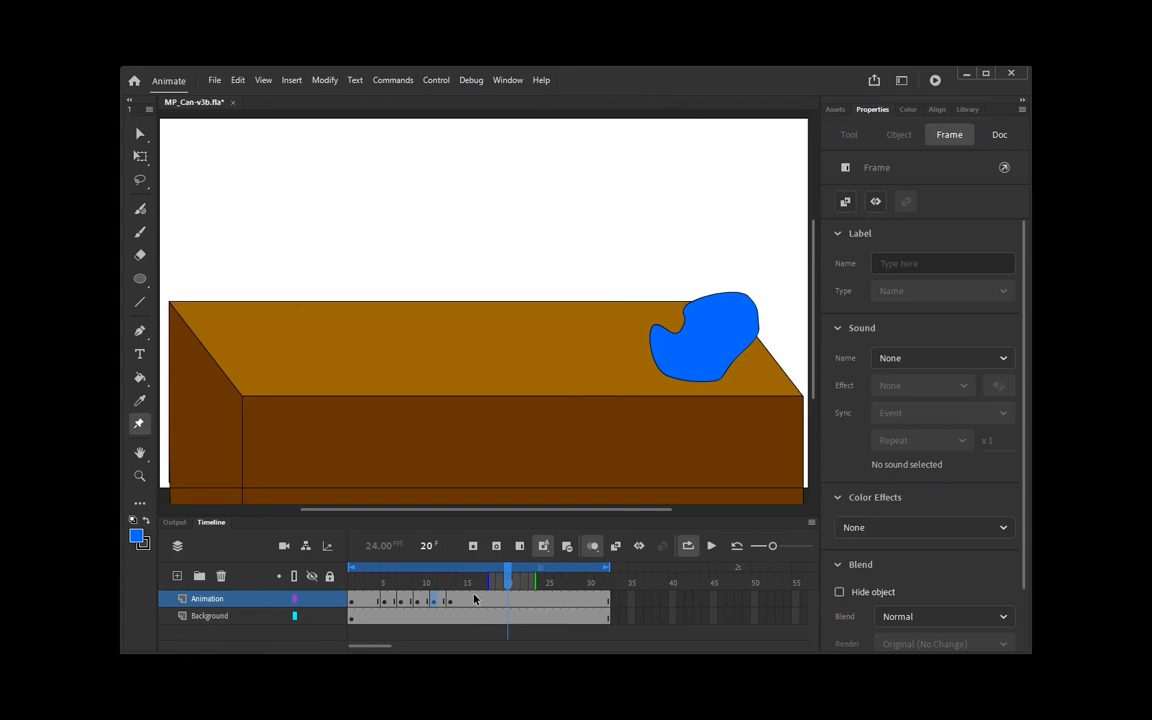 Animate File Edit View Insert Modify Text Commands Control Debug Window Help
MP_Can-v3b.fla* ×
Assets Properties Color Align Library
Tool Object Frame Doc
Frame
Label
Name Type here
Type Name
Sound
Name None
Effect None
Sync Event
Repeat x 1
No sound selected
Color Effects
None
Blend
Hide object
Blend Normal
Render Original (No Change)
Output Timeline
24.00 FPS 20 F
1s 2s
5 10 15 20 25 30 35 40 45 50 55
Animation
Background